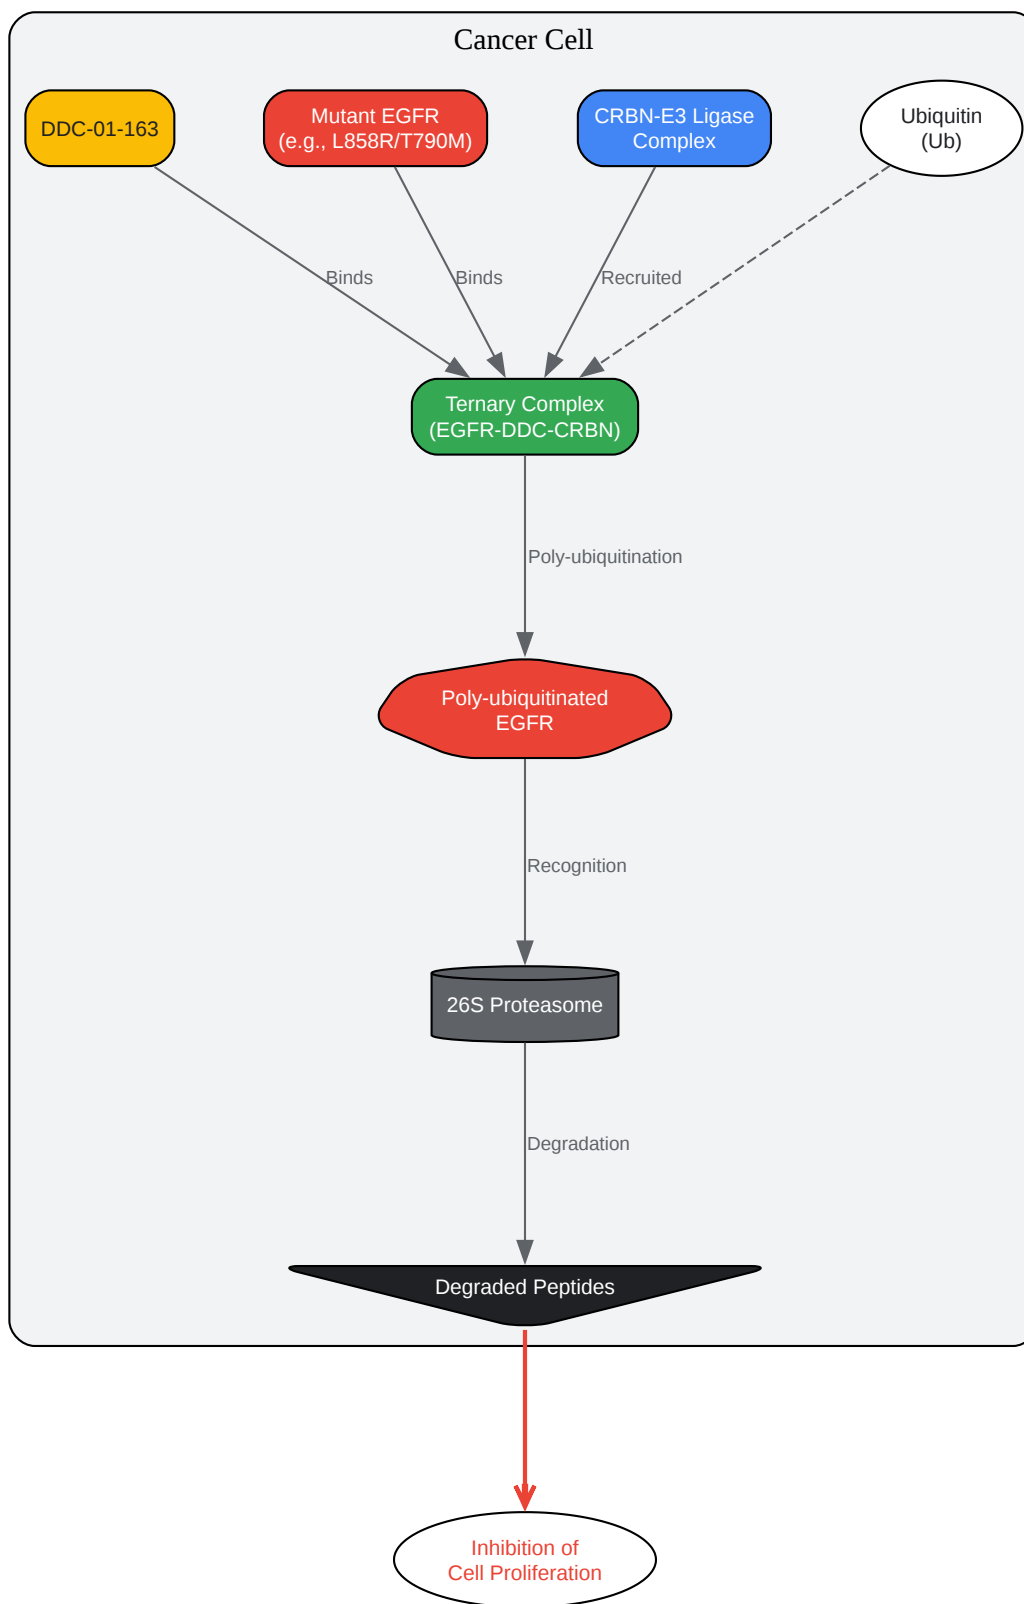 Cancer Cell
DDC-01-163
Mutant EGFR
(e.g., L858R/T790M)
CRBN-E3 Ligase
Complex
Ubiquitin
(Ub)
Binds
Binds
Recruited
Ternary Complex
(EGFR-DDC-CRBN)
Poly-ubiquitination
Poly-ubiquitinated
EGFR
Recognition
26S Proteasome
Degradation
Degraded Peptides
Inhibition of
Cell Proliferation